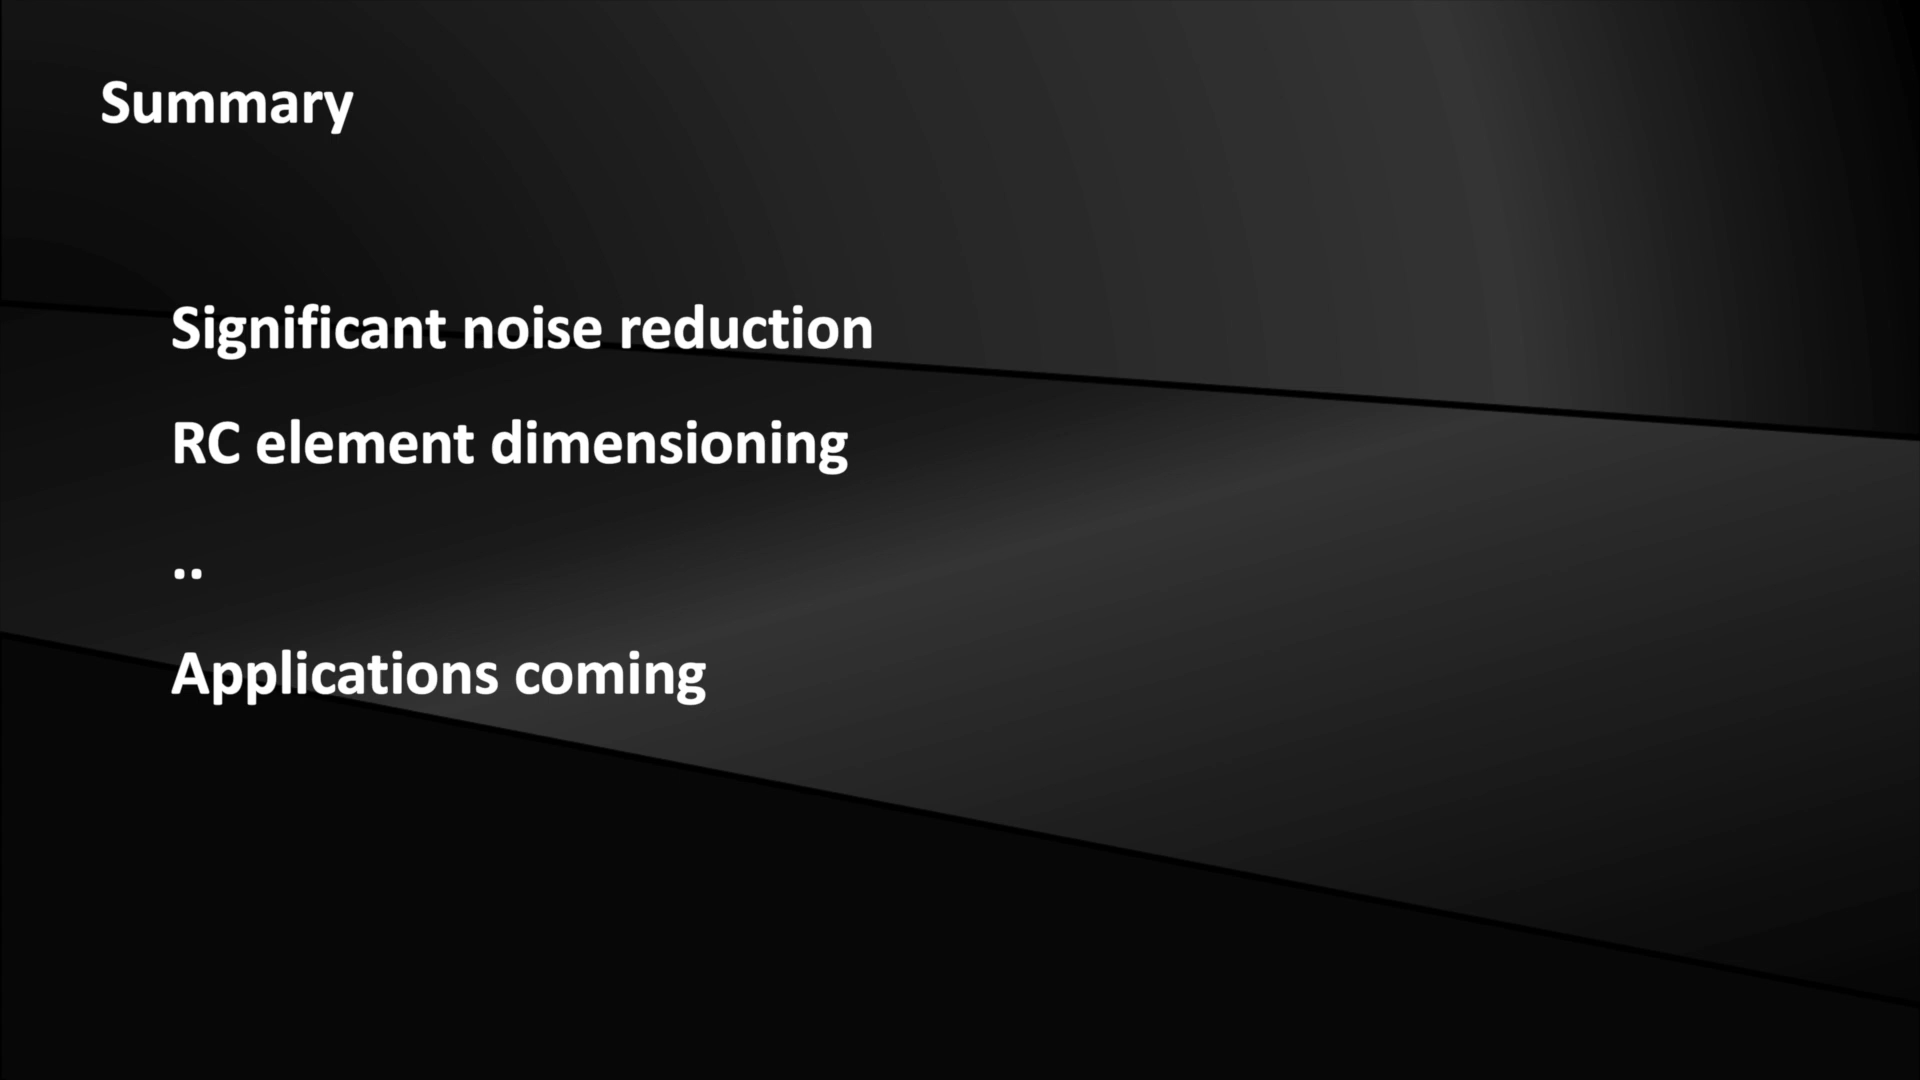 Summary
Significant noise reduction
RC element dimensioning
..
Applications coming